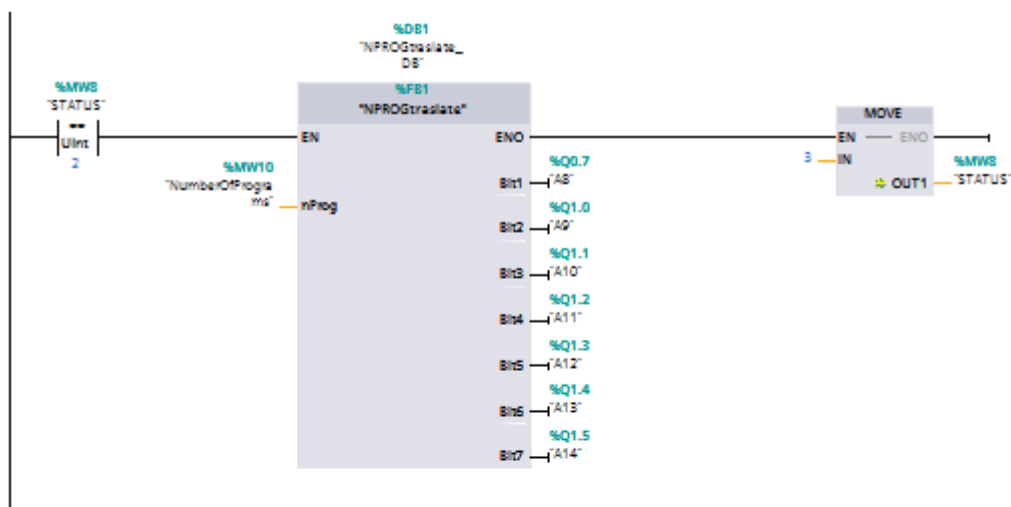 %DB1
"NPROGtraslate_
DB"
%MW8
"STATUS"
==
UInt
2
%FB1
"NPROGtraslate"
EN
ENO
%MW10
"NumberOfProgra
ms"
nProg
Bit1
%Q0.7
"A8"
Bit2
%Q1.0
"A9"
Bit3
%Q1.1
"A10"
Bit4
%Q1.2
"A11"
Bit5
%Q1.3
"A12"
Bit6
%Q1.4
"A13"
Bit7
%Q1.5
"A14"
MOVE
EN
ENO
3
IN
OUT1
%MW8
"STATUS"